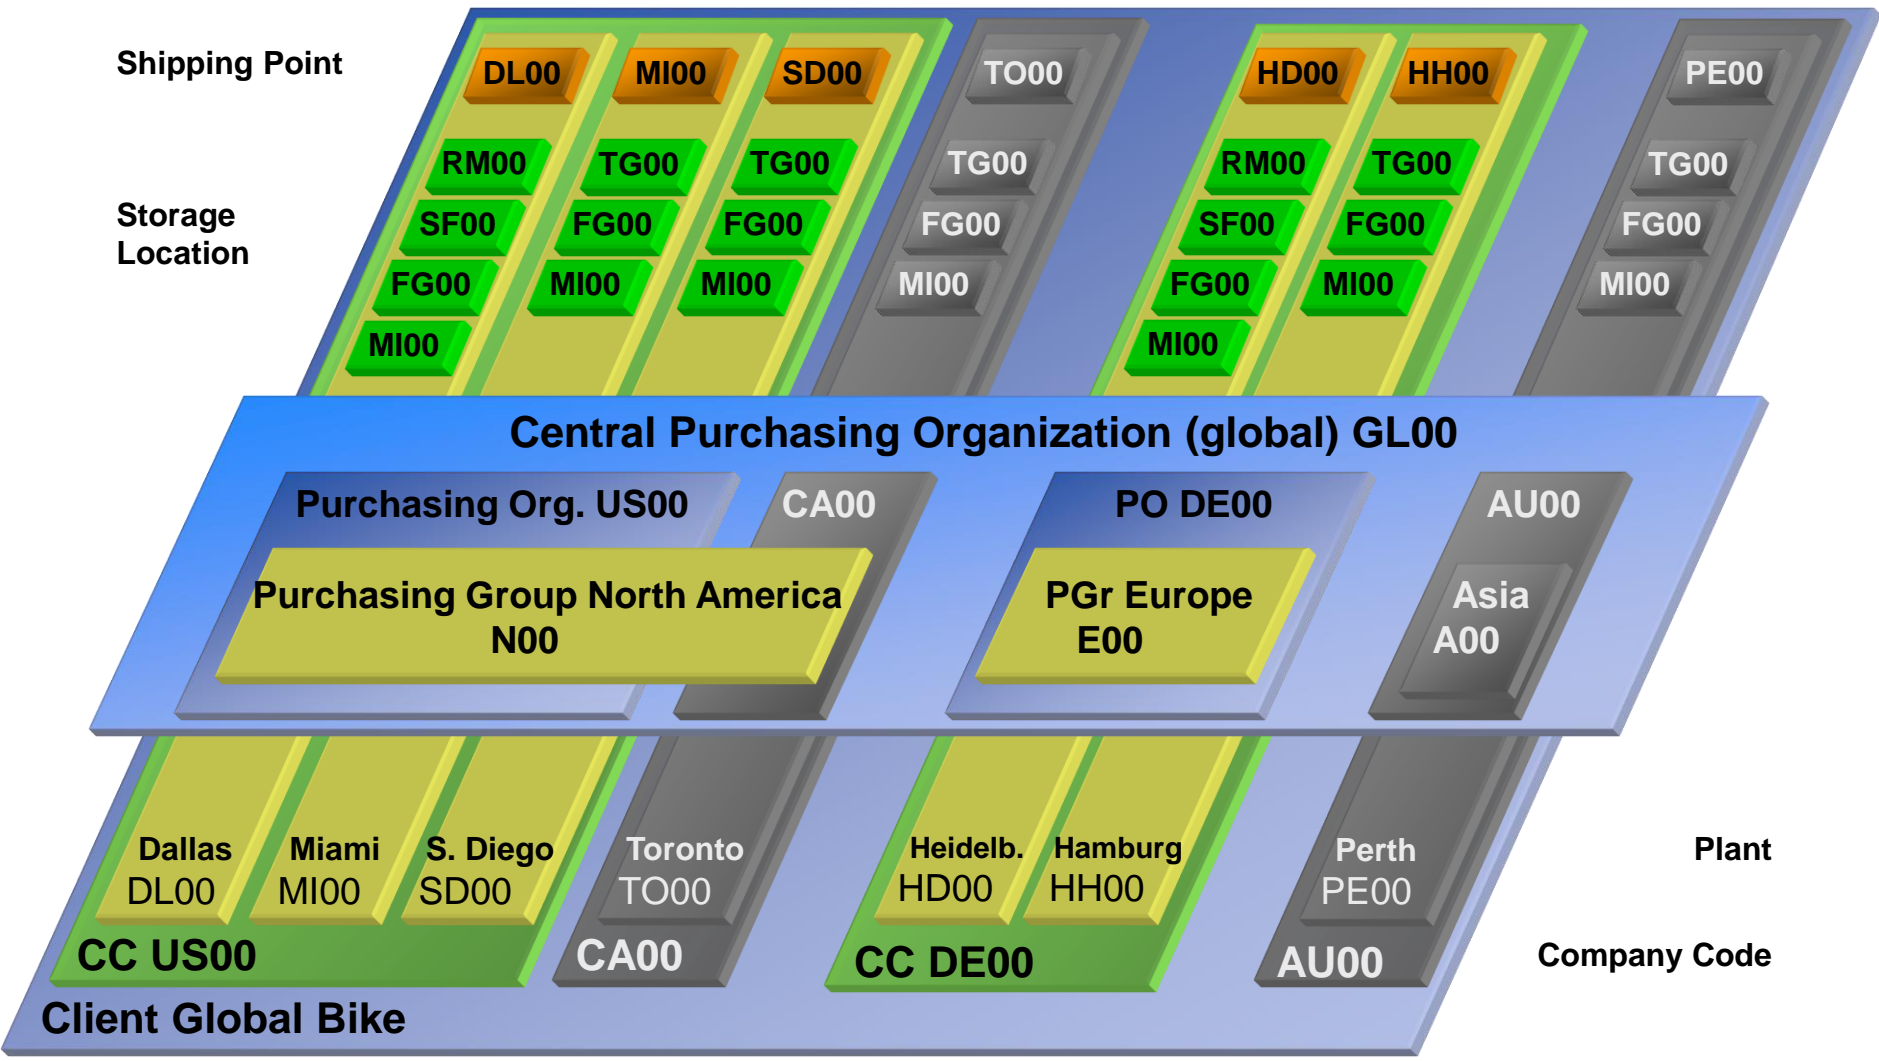 Shipping Point
DL00 MI00 SD00 TO00 HD00 HH00 PE00
RM00 TG00 TG00 TG00 RM00 TG00 TG00
Storage
Location
SF00 FG00 FG00 FG00 SF00 FG00 FG00
FG00 MI00 MI00 MI00 FG00 MI00 MI00
MI00 MI00
Central Purchasing Organization (global) GL00
Purchasing Org. US00 CA00 PO DE00 AU00
Purchasing Group North America PGr Europe Asia
N00 E00 A00
Dallas Miami S. Diego Toronto Heidelb. Hamburg Perth Plant
DL00 MI00 SD00 TO00 HD00 HH00 PE00
CC US00 CA00 CC DE00 AU00 Company Code
Client Global Bike